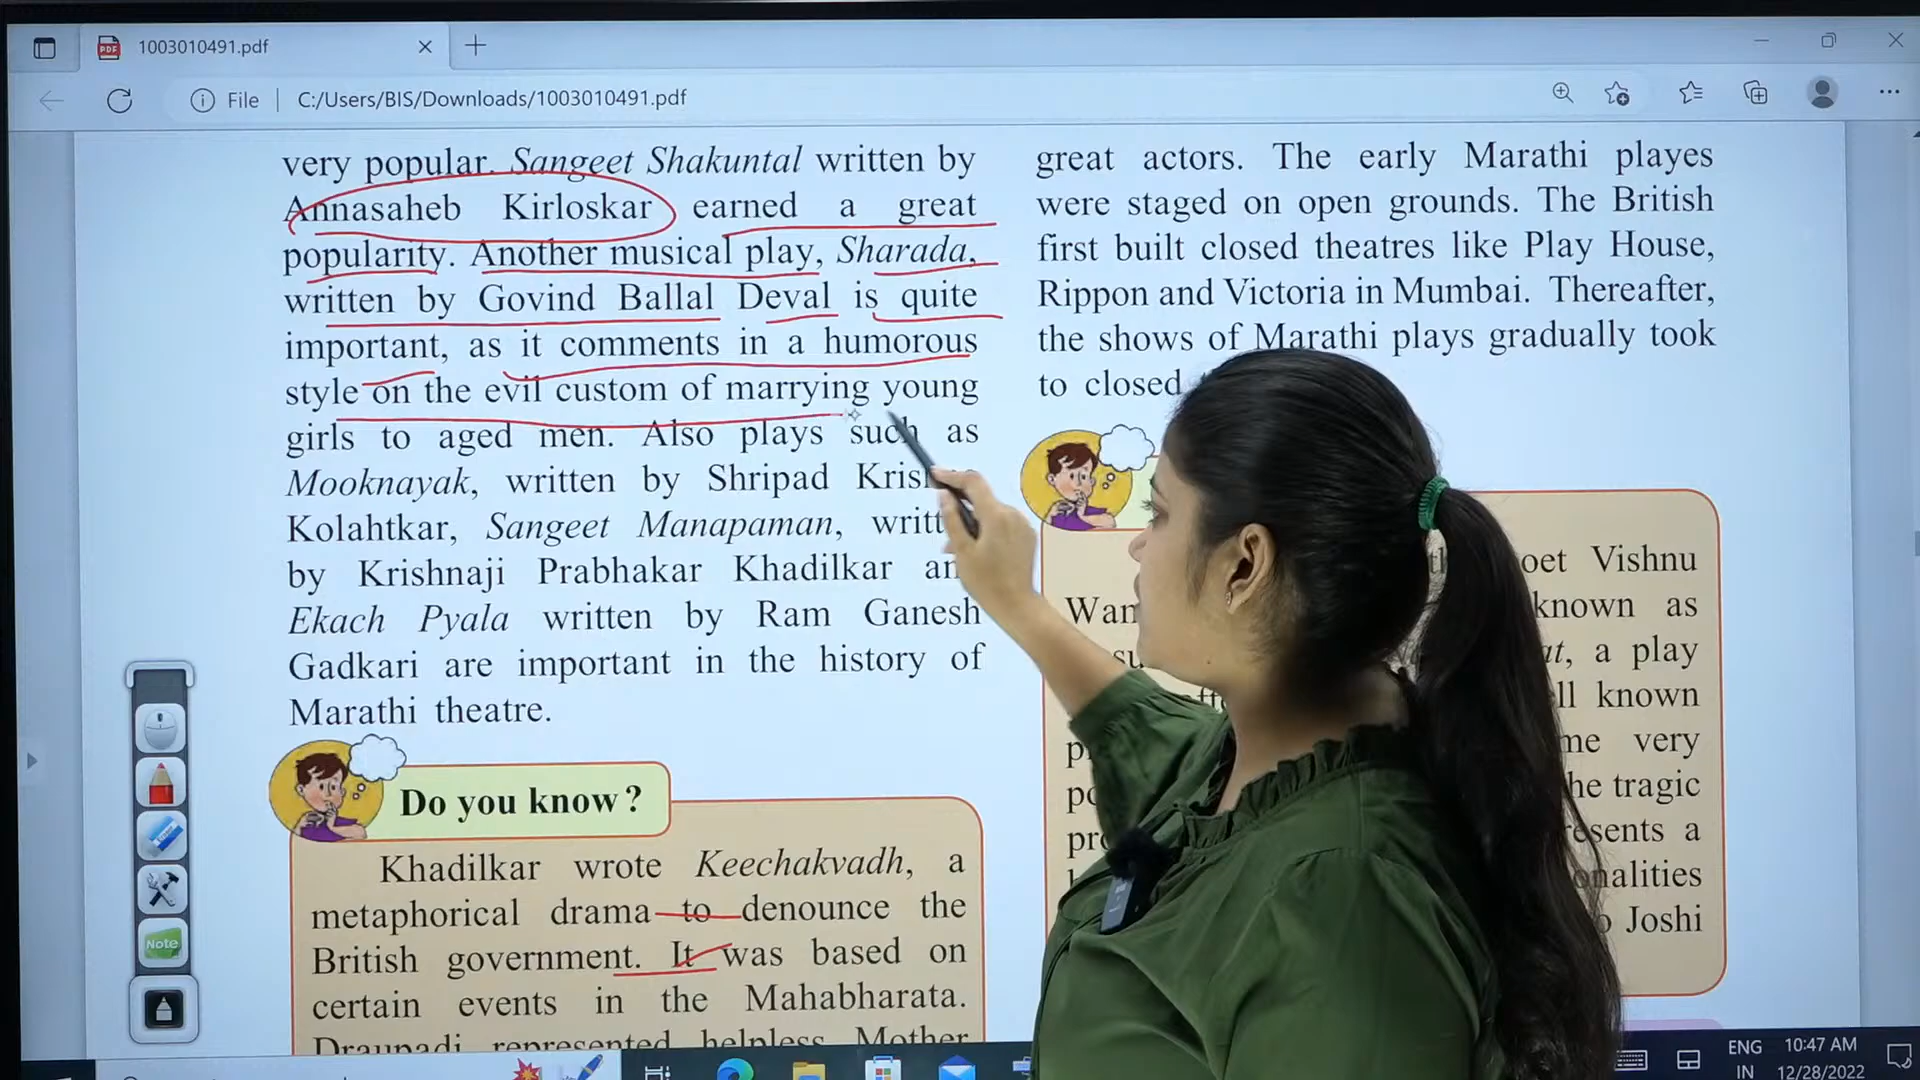 1003010491.pdf
File
C:/Users/BIS/Downloads/1003010491.pdf
very popular. Sangeet Shakuntal written by
Annasaheb Kirloskar earned a great
popularity. Another musical play, Sharada,
written by Govind Ballal Deval is quite
important, as it comments in a humorous
style on the evil custom of marrying young
girls to aged men. Also plays such as
Mooknayak, written by Shripad
Kolahtkar, Sangeet Manapaman,
by Krishnaji Prabhakar Khadilkar
Ekach Pyala written by Ram Ganesh
Gadkari are important in the history of
Marathi theatre.
Do you know?
Khadilkar wrote Keechakvadh, a
metaphorical drama to denounce the
British government. It was based on
certain events in the Mahabharata.
Draupadi represented helpless Mother
great actors. The early Marathi playes
were staged on open grounds. The British
first built closed theatres like Play House,
Rippon and Victoria in Mumbai. Thereafter,
the shows of Marathi plays gradually took
to closed
Vishnu
known as
a play
known
very
tragic
a
Joshi
Note
ENG
IN
10:47 AM
12/28/2022